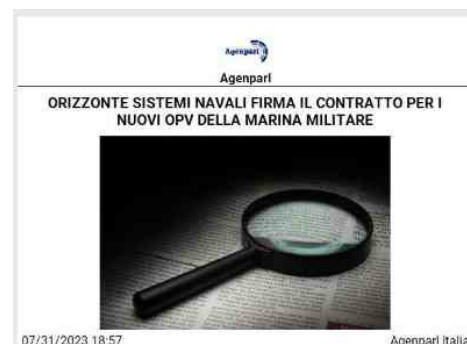 Agenparl
Agenparl
ORIZZONTE SISTEMI NAVALI FIRMA IL CONTRATTO PER I
NUOVI OPV DELLA MARINA MILITARE
07/31/2023 18:57
Agenparl Italia